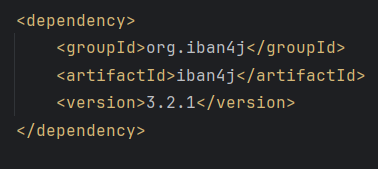 <dependency>
    <groupId>org.iban4j</groupId>
    <artifactId>iban4j</artifactId>
    <version>3.2.1</version>
</dependency>